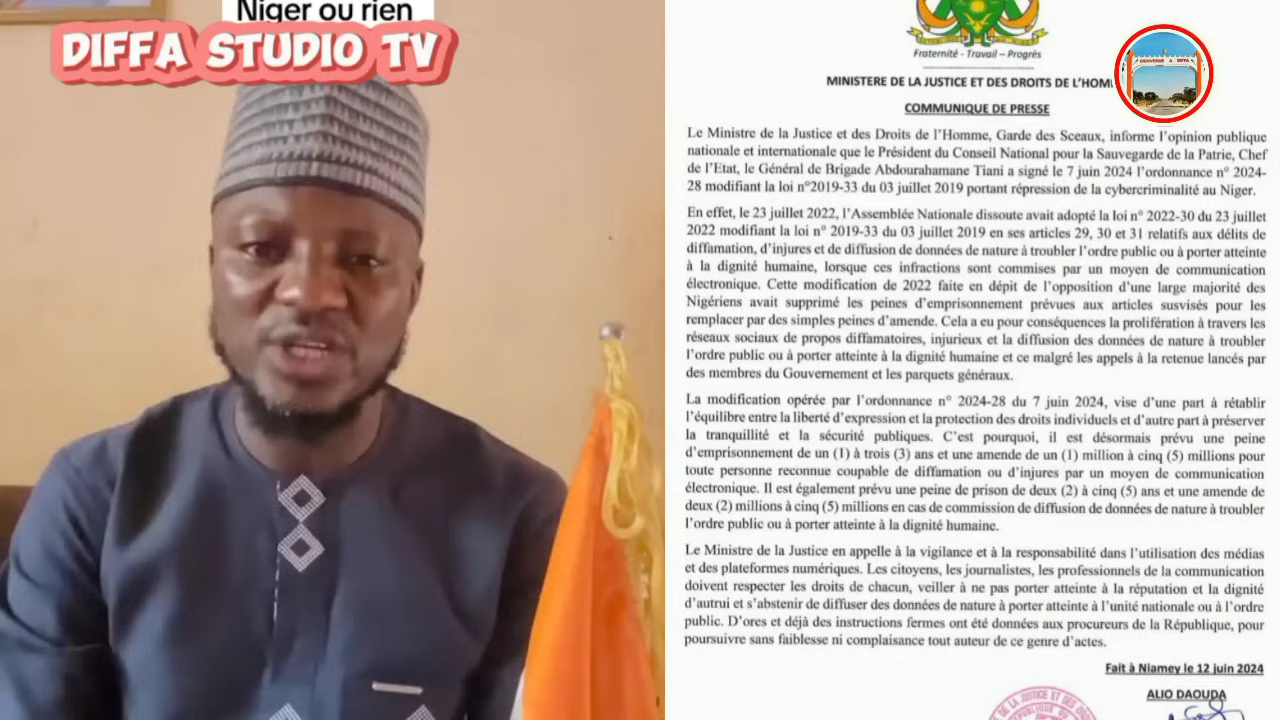 Niger ou rien
DIFFA STUDIO TV
Fraternité - Travail – Progrès
BIENVENUE A DIFFA
MINISTERE DE LA JUSTICE ET DES DROITS DE L'HOM
COMMUNIQUE DE PRESSE
Le Ministre de la Justice et des Droits de l'Homme, Garde des Sceaux, informe l'opinion publique
nationale et internationale que le Président du Conseil National pour la Sauvegarde de la Patrie, Chef
de l'Etat, le Général de Brigade Abdourahamane Tiani a signé le 7 juin 2024 l'ordonnance n° 2024-
28 modifiant la loi n°2019-33 du 03 juillet 2019 portant répression de la cybercriminalité au Niger.
En effet, le 23 juillet 2022, l'Assemblée Nationale dissoute avait adopté la loi n° 2022-30 du 23 juillet
2022 modifiant la loi n° 2019-33 du 03 juillet 2019 en ses articles 29, 30 et 31 relatifs aux délits de
diffamation, d'injures et de diffusion de données de nature à troubler l'ordre public ou à porter atteinte
à la dignité humaine, lorsque ces infractions sont commises par un moyen de communication
électronique. Cette modification de 2022 faite en dépit de l'opposition d'une large majorité des
Nigériens avait supprimé les peines d'emprisonnement prévues aux articles susvisés pour les
remplacer par des simples peines d'amende. Cela a eu pour conséquences la prolifération à travers les
réseaux sociaux de propos diffamatoires, injurieux et la diffusion des données de nature à troubler
l'ordre public ou à porter atteinte à la dignité humaine et ce malgré les appels à la retenue lancés par
des membres du Gouvernement et les parquets généraux.
La modification opérée par l'ordonnance n° 2024-28 du 7 juin 2024, vise d'une part à rétablir
l'équilibre entre la liberté d'expression et la protection des droits individuels et d'autre part à préserver
la tranquillité et la sécurité publiques. C'est pourquoi, il est désormais prévu une peine
d'emprisonnement de un (1) à trois (3) ans et une amende de un (1) million à cinq (5) millions pour
toute personne reconnue coupable de diffamation ou d'injures par un moyen de communication
électronique. Il est également prévu une peine de prison de deux (2) à cinq (5) ans et une amende de
deux (2) millions à cinq (5) millions en cas de commission de diffusion de données de nature à troubler
l'ordre public ou à porter atteinte à la dignité humaine.
Le Ministre de la Justice en appelle à la vigilance et à la responsabilité dans l'utilisation des médias
et des plateformes numériques. Les citoyens, les journalistes, les professionnels de la communication
doivent respecter les droits de chacun, veiller à ne pas porter atteinte à la réputation et la dignité
d'autrui et s'abstenir de diffuser des données de nature à porter atteinte à l'unité nationale ou à l'ordre
public. D'ores et déjà des instructions fermes ont été données aux procureurs de la République, pour
poursuivre sans faiblesse ni complaisance tout auteur de ce genre d'actes.
Fait à Niamey le 12 juin 2024
ALIO DAOUDA
DE LA JUSTICE ET DES